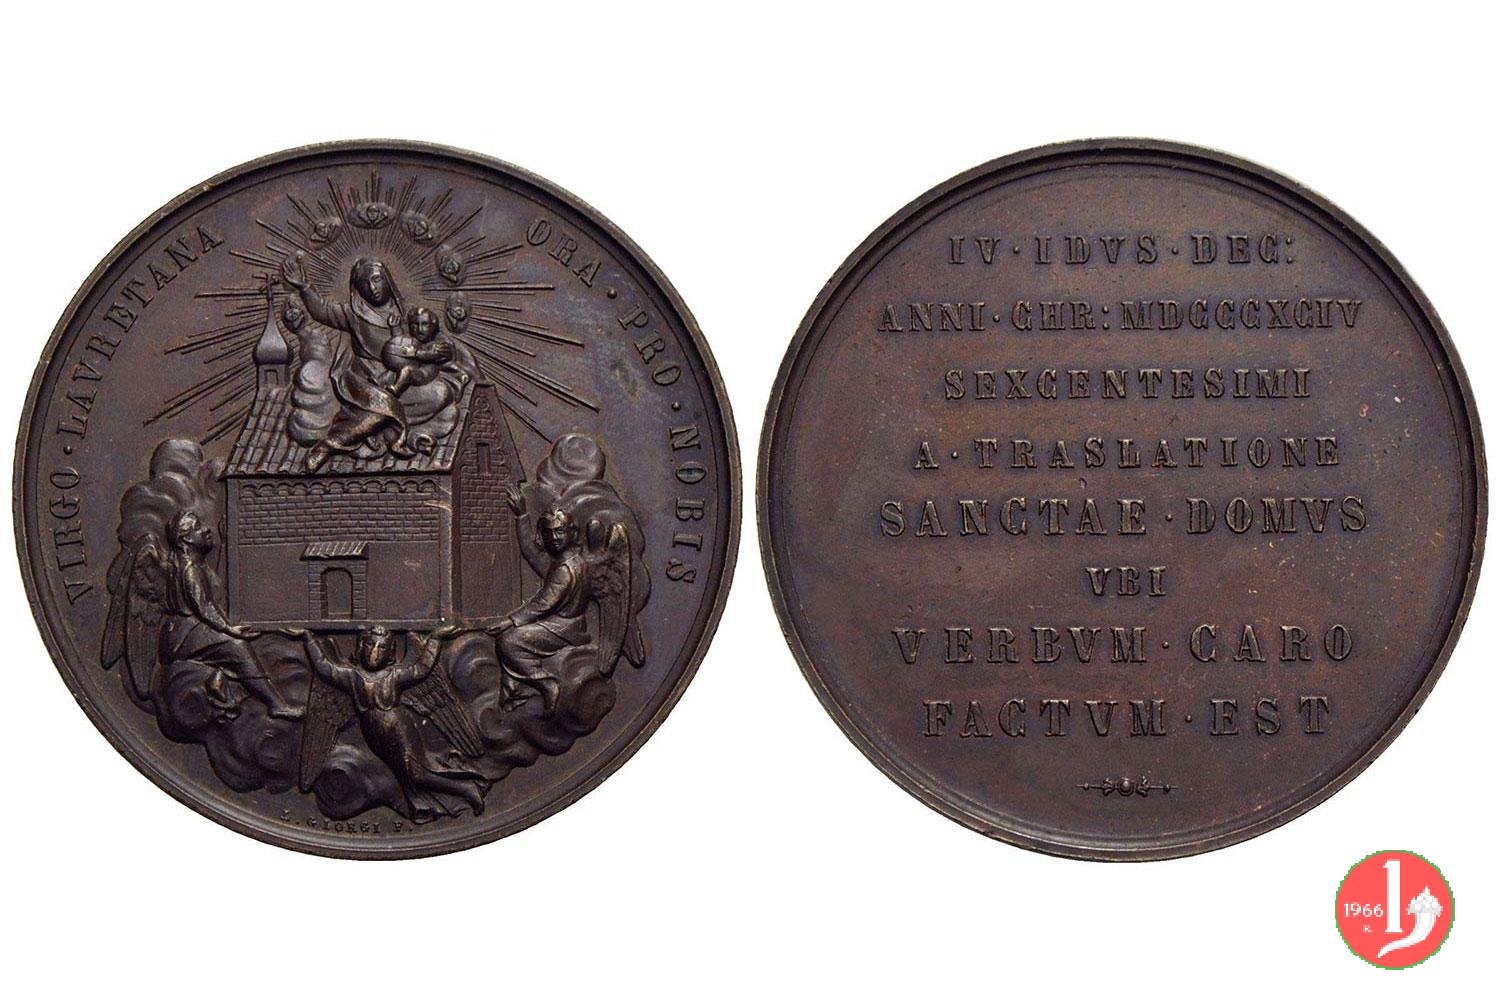 VIRGO · LAVRETANA ORA · PRO · NOBIS
L. GIORGI F.
IV · IDVS · DEC:
ANNI · CHR: MDCCCXCIV
SEXCENTESIMI
A · TRASLATIONE
SANCTAE · DOMVS
VBI
VERBVM · CARO
FACTVM · EST
1966
R